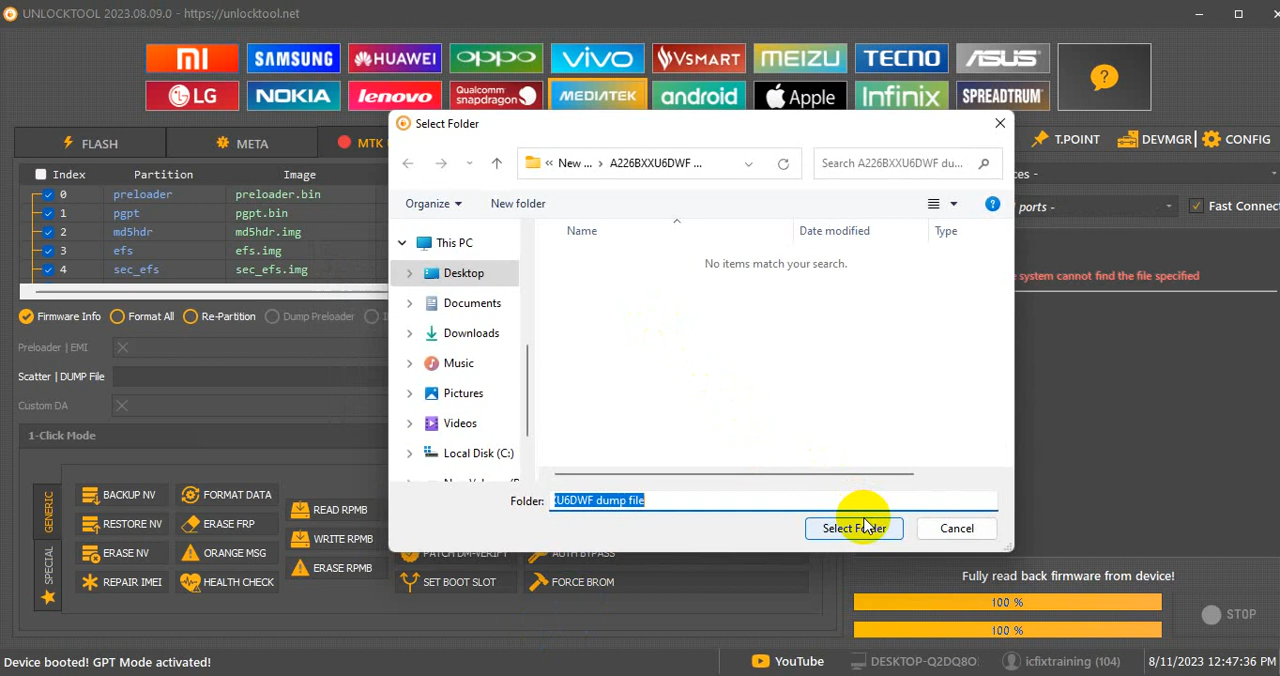 UNLOCKTOOL 2023.08.09.0 - https://unlocktool.net
mi SAMSUNG HUAWEI oppo vivo VSMART MEIZU TECNO ASUS ?
LG NOKIA lenovo Qualcomm snapdragon MEDIATEK android Apple Infinix SPREADTRUM
FLASH META MTK
T.POINT DEVMGR CONFIG
Select Folder
« New ... › A226BXXU6DWF ...
Search A226BXXU6DWF du...
Organize New folder
Name Date modified Type
No items match your search.
This PC
Desktop
Documents
Downloads
Music
Pictures
Videos
Local Disk (C:)
Folder: XU6DWF dump file
Select Folder Cancel
Index Partition Image
0 preloader preloader.bin
1 pgpt pgpt.bin
2 md5hdr md5hdr.img
3 efs efs.img
4 sec_efs sec_efs.img
ces -
ports -
Fast Connect
system cannot find the file specified
Firmware Info Format All Re-Partition Dump Preloader
Preloader | EMI
Scatter | DUMP File
Custom DA
1-Click Mode
GENERIC
SPECIAL
BACKUP NV FORMAT DATA
RESTORE NV ERASE FRP
ERASE NV ORANGE MSG
REPAIR IMEI HEALTH CHECK
READ RPMB
WRITE RPMB
ERASE RPMB
PATCH DM-VERIFY AUTH BYPASS
SET BOOT SLOT FORCE BROM
Fully read back firmware from device!
100 %
100 %
STOP
Device booted! GPT Mode activated!
YouTube
DESKTOP-Q2DQ8O
icfixtraining (104)
8/11/2023 12:47:36 PM